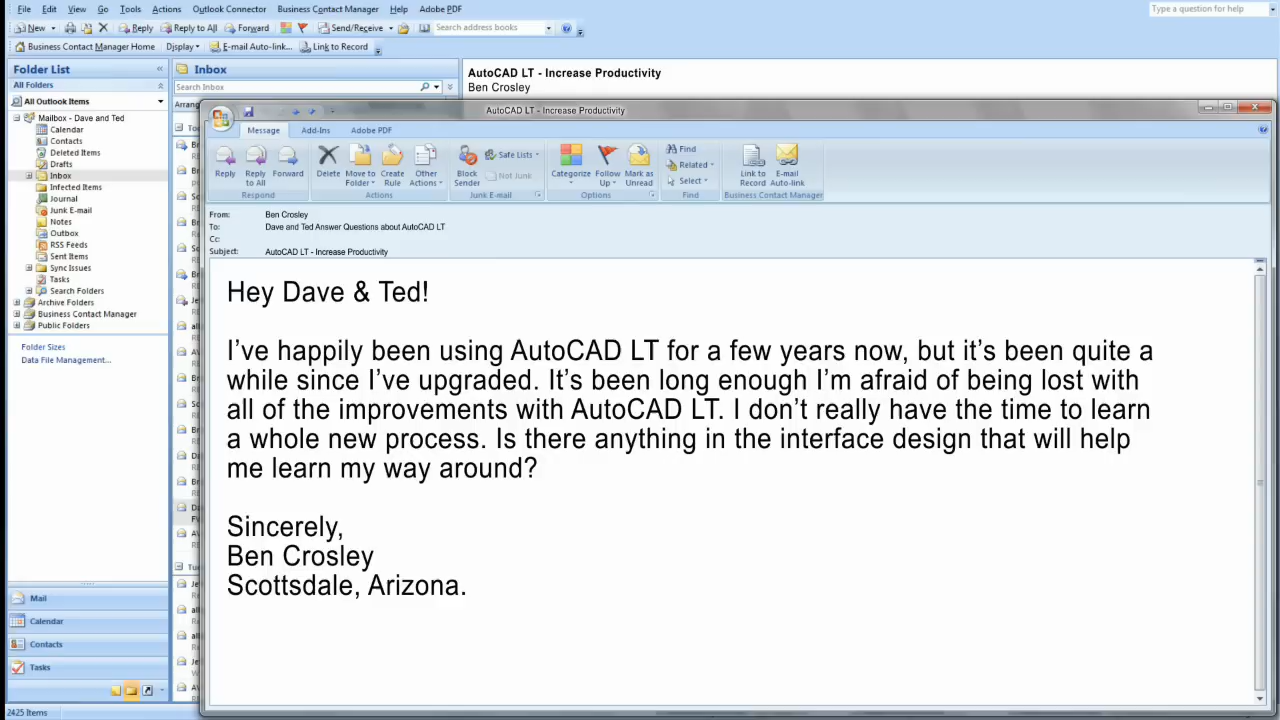 File Edit View Go Tools Actions Outlook Connector Business Contact Manager Help Adobe PDF
Type a question for help
New Reply Reply to All Forward Send/Receive Search address books
Business Contact Manager Home Display E-mail Auto-link... Link to Record
Folder List
All Folders
All Outlook Items
Mailbox - Dave and Ted
Calendar
Contacts
Deleted Items
Drafts
Inbox
Infected Items
Journal
Junk E-mail
Notes
Outbox
RSS Feeds
Sent Items
Sync Issues
Tasks
Search Folders
Archive Folders
Business Contact Manager
Public Folders
Folder Sizes
Data File Management...
Mail
Calendar
Contacts
Tasks
2425 Items
Inbox
Search Inbox
AutoCAD LT - Increase Productivity
Ben Crosley
AutoCAD LT - Increase Productivity
Message Add-Ins Adobe PDF
Reply
Reply to All
Forward
Respond
Delete
Move to Folder
Create Rule
Other Actions
Actions
Block Sender
Safe Lists
Not Junk
Junk E-mail
Categorize
Follow Up
Mark as Unread
Options
Find
Related
Select
Find
Link to Record
E-mail Auto-link
Business Contact Manager
From: Ben Crosley
To: Dave and Ted Answer Questions about AutoCAD LT
Cc:
Subject: AutoCAD LT - Increase Productivity
Hey Dave & Ted!
I've happily been using AutoCAD LT for a few years now, but it's been quite a
while since I've upgraded. It's been long enough I'm afraid of being lost with
all of the improvements with AutoCAD LT. I don't really have the time to learn
a whole new process. Is there anything in the interface design that will help
me learn my way around?
Sincerely,
Ben Crosley
Scottsdale, Arizona.